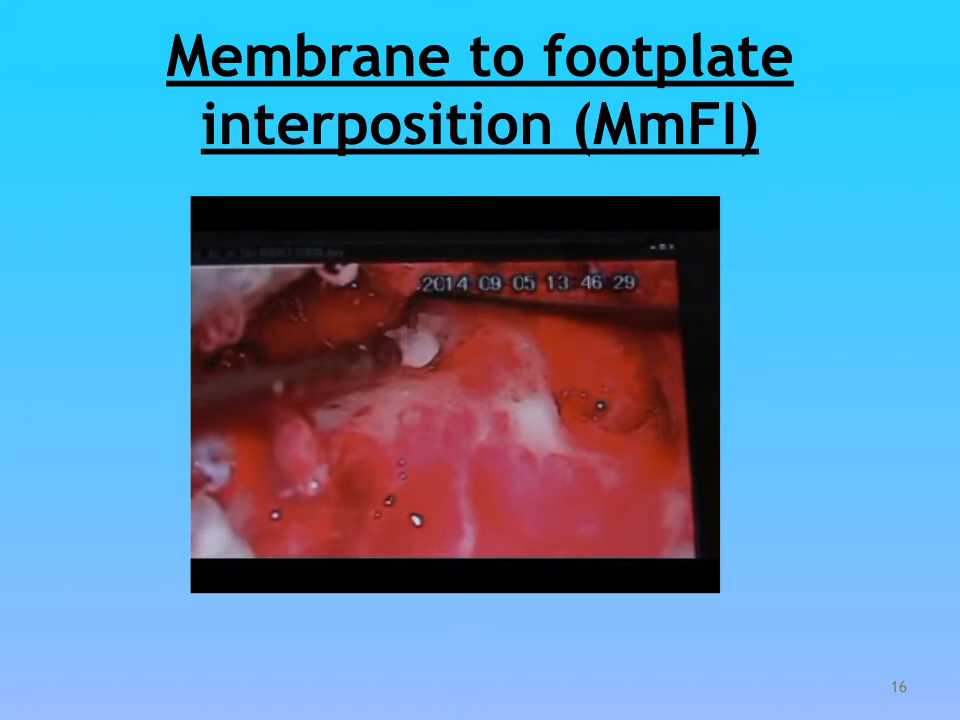 Membrane to footplate
interposition (MmFI)
2014 09 05 13 46 29
16